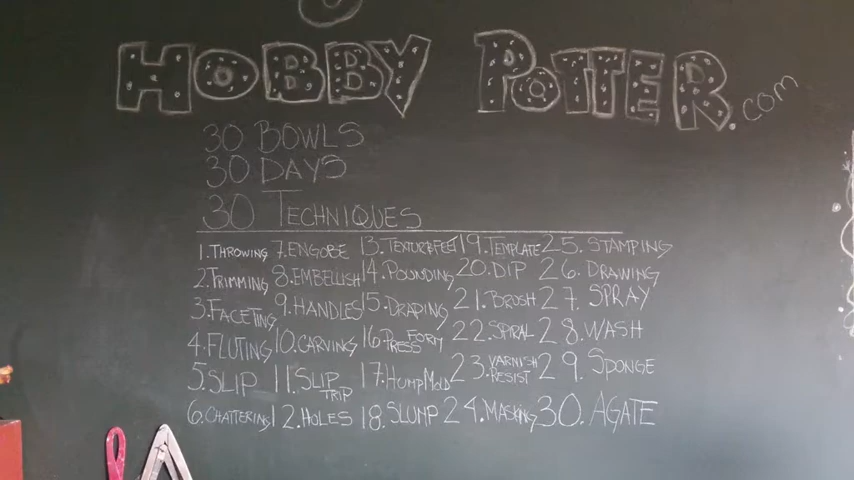 HOBBY POTTER.com
30 BOWLS
30 DAYS
30 TECHNIQUES
1. THROWING 7. ENGOBE 13. TEXTURE FEET 19. TEMPLATE 25. STAMPING
2. TRIMMING 8. EMBELLISH 14. POUNDING 20. DIP 26. DRAWING
3. FACETING 9. HANDLES 15. DRAPING 21. BRUSH 27. SPRAY
4. FLUTING 10. CARVING 16. PRESS FORM 22. SPIRAL 28. WASH
5. SLIP 11. SLIP TRIP 17. HUMP MOLD 23. VARNISH RESIST 29. SPONGE
6. CHATTERING 12. HOLES 18. SLUMP 24. MASKING 30. AGATE